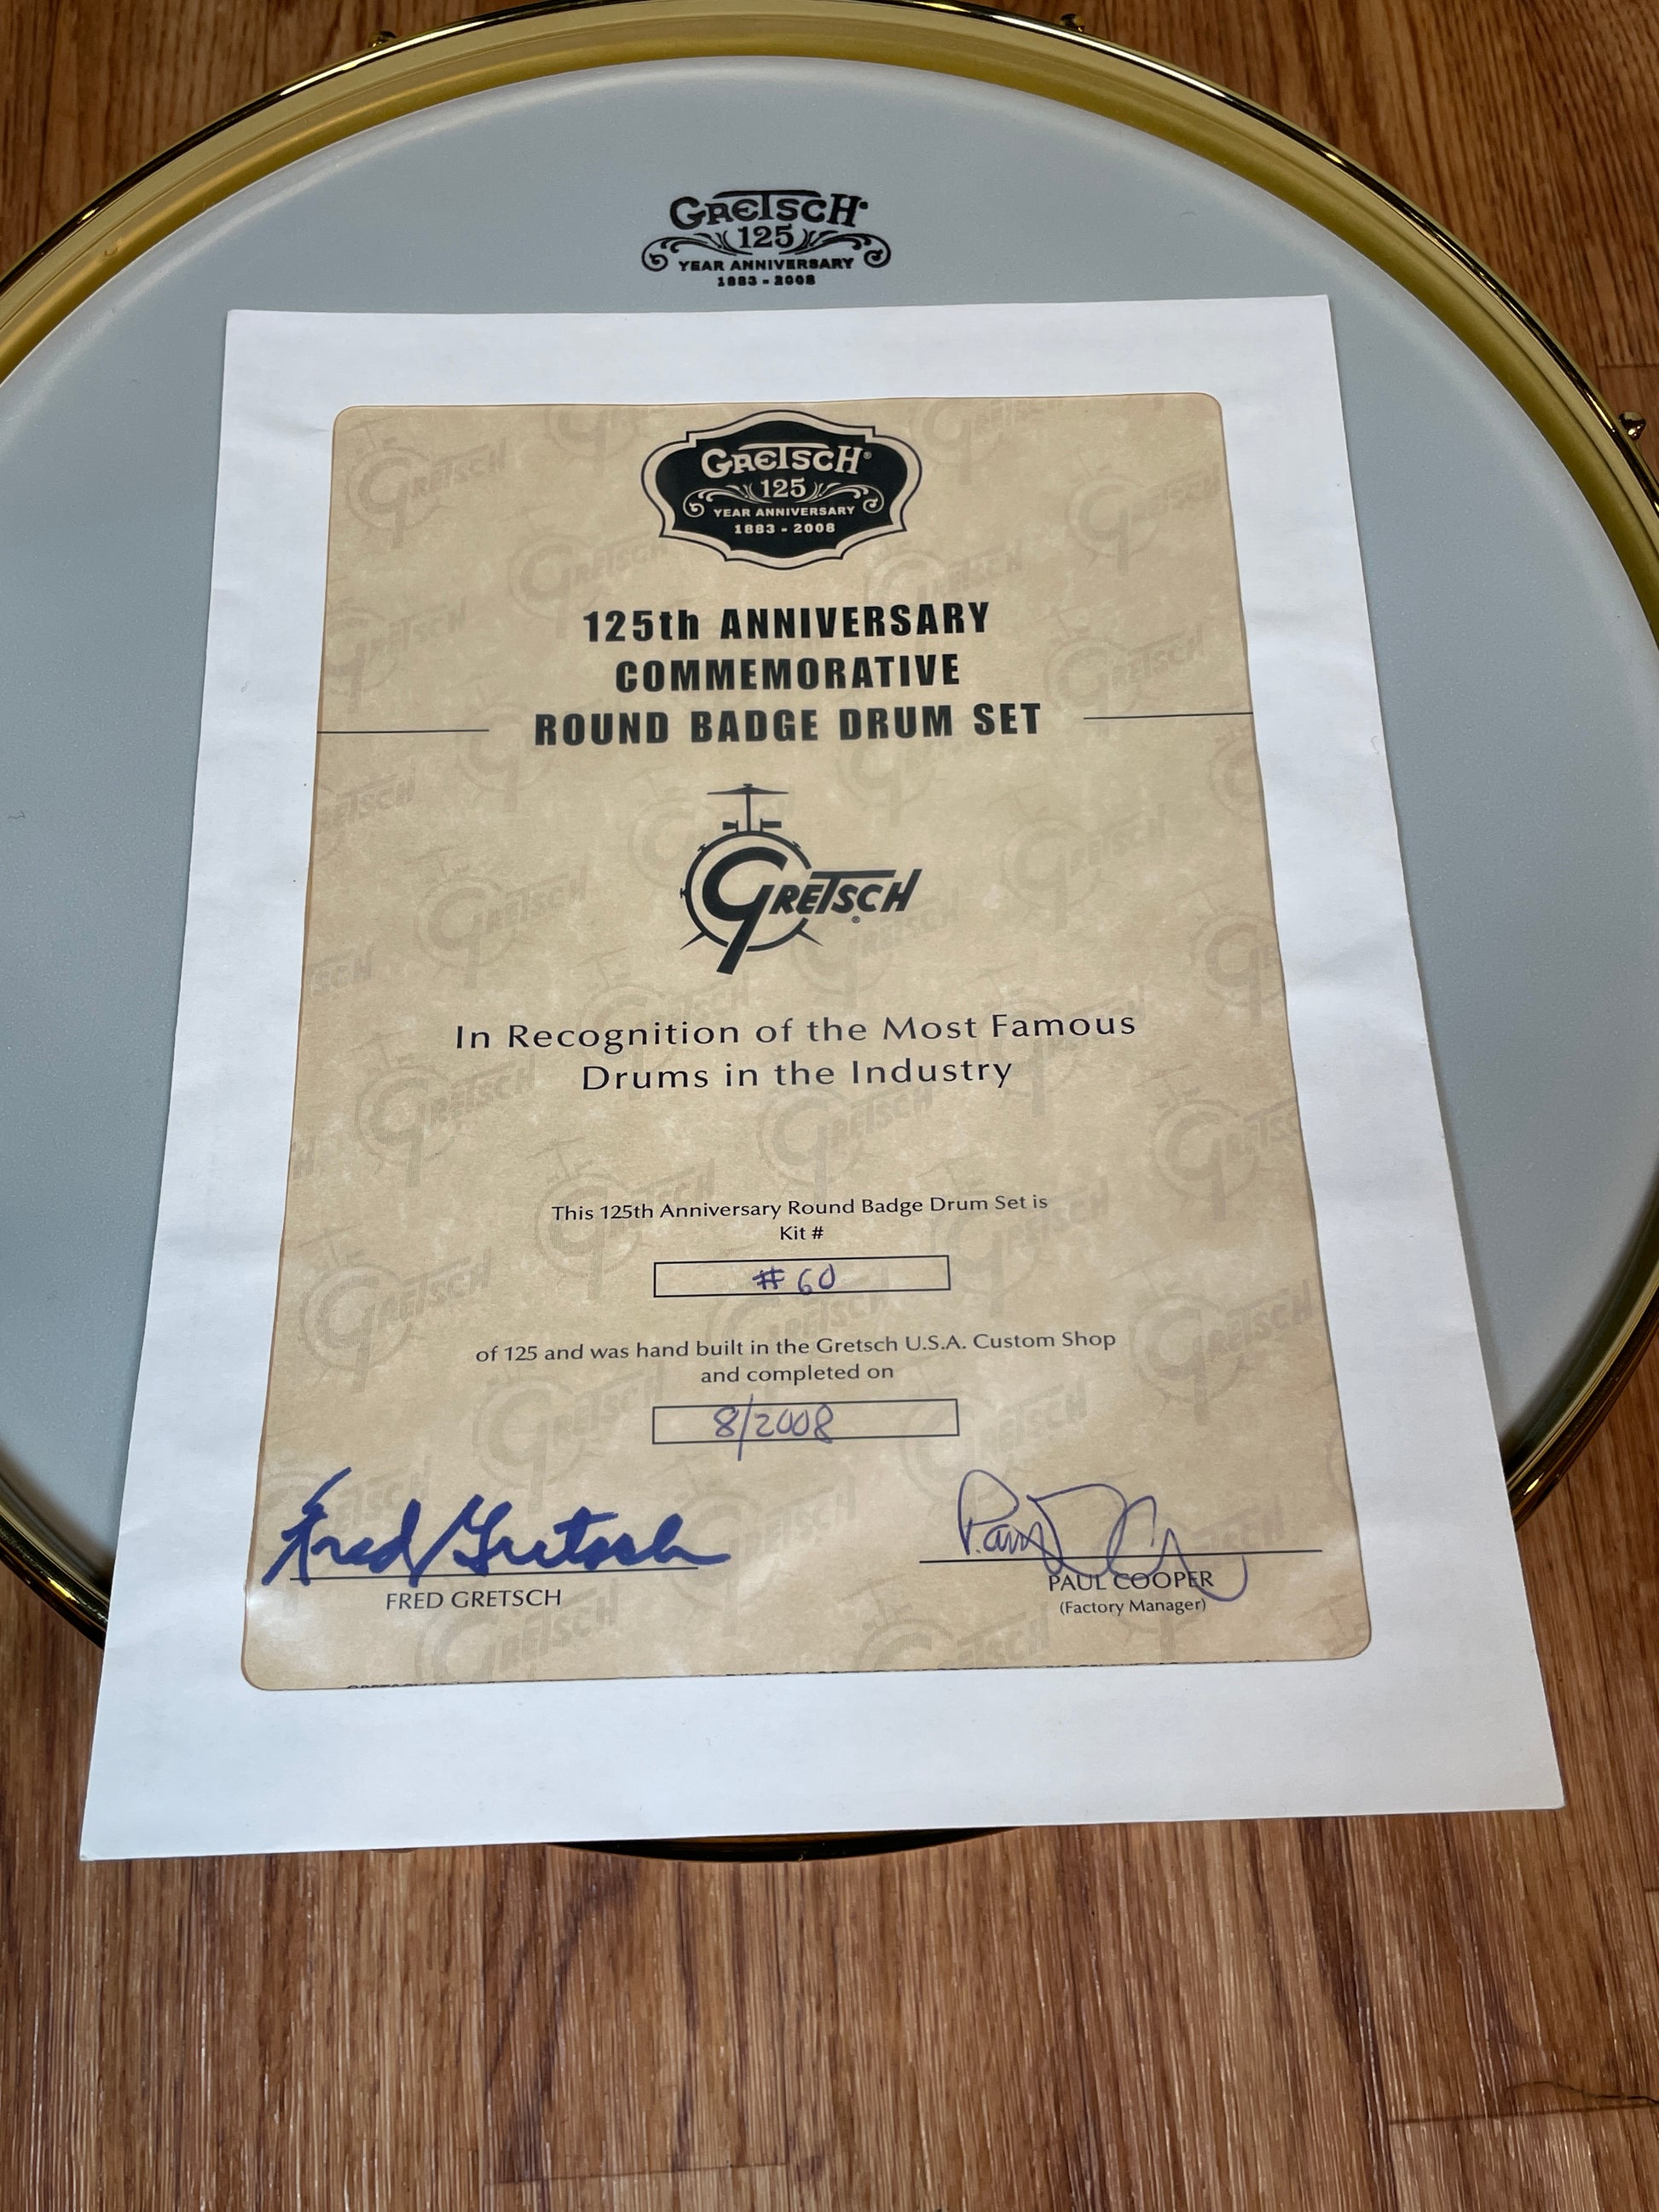 GRETSCH
125
YEAR ANNIVERSARY
1883 - 2008
GRETSCH®
125
YEAR ANNIVERSARY
1883 - 2008
125th ANNIVERSARY
COMMEMORATIVE
ROUND BADGE DRUM SET
GRETSCH®
In Recognition of the Most Famous
Drums in the Industry
This 125th Anniversary Round Badge Drum Set is
Kit #
#60
of 125 and was hand built in the Gretsch U.S.A. Custom Shop
and completed on
8/2008
Fred Gretsch
FRED GRETSCH
PAUL COOPER
(Factory Manager)